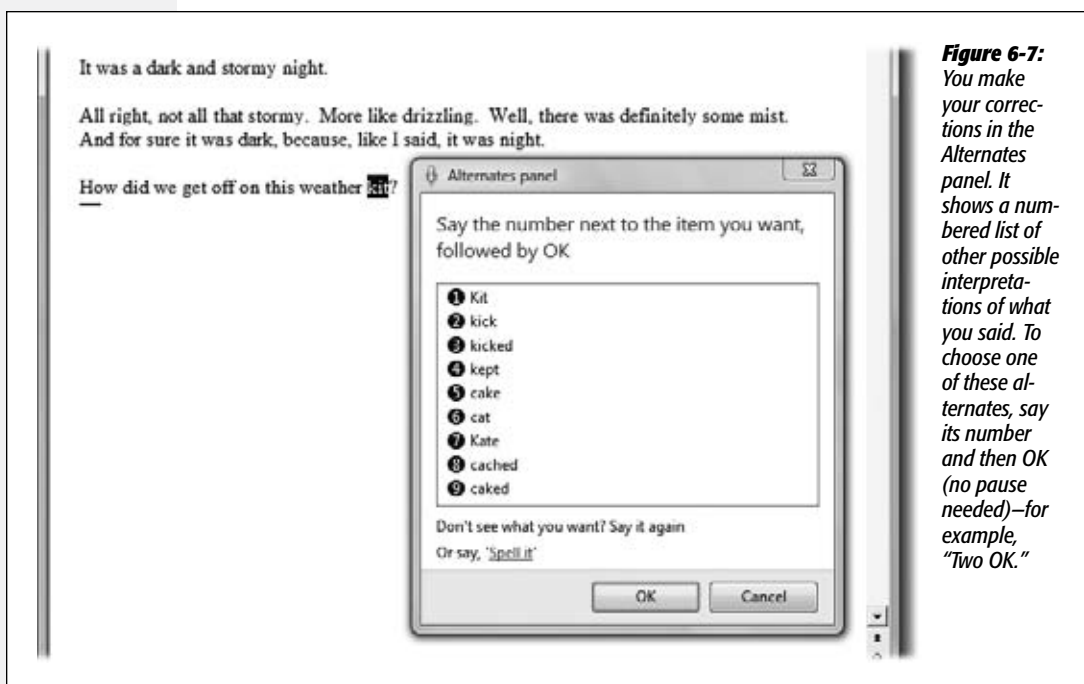 It was a dark and stormy night.
All right, not all that stormy. More like drizzling. Well, there was definitely some mist.
And for sure it was dark, because, like I said, it was night.
How did we get off on this weather kit?
Alternates panel
Say the number next to the item you want,
followed by OK
1 Kit
2 kick
3 kicked
4 kept
5 cake
6 cat
7 Kate
8 cached
9 caked
Don't see what you want? Say it again
Or say, 'Spell it'
OK Cancel
Figure 6-7:
You make
your correc-
tions in the
Alternates
panel. It
shows a num-
bered list of
other possible
interpreta-
tions of what
you said. To
choose one
of these al-
ternates, say
its number
and then OK
(no pause
needed)—for
example,
“Two OK.”